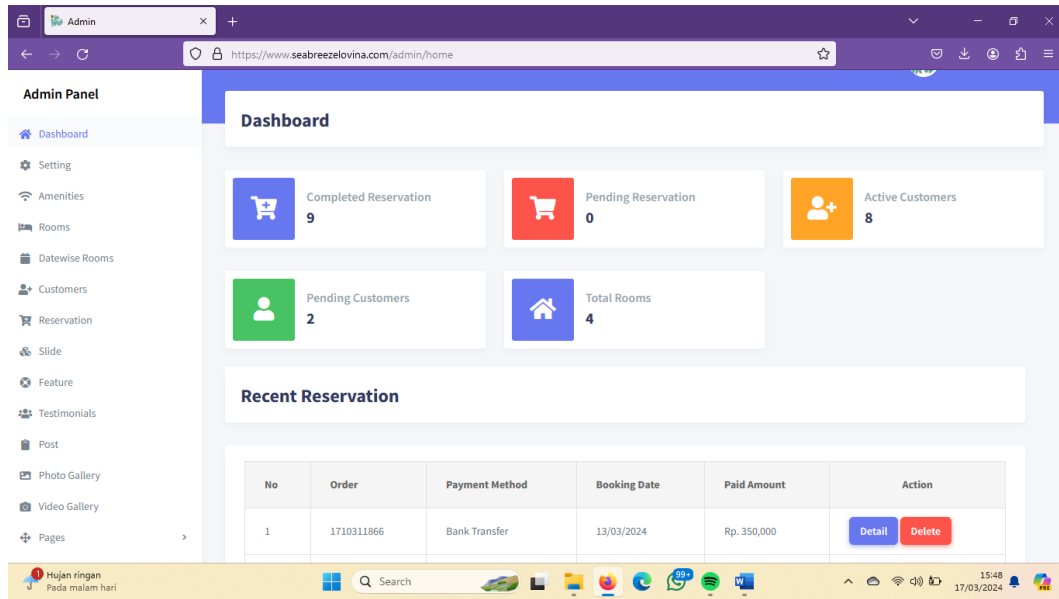 Admin
https://www.seabreezelovina.com/admin/home
Admin Panel
Dashboard
Setting
Amenities
Rooms
Datewise Rooms
Customers
Reservation
Slide
Feature
Testimonials
Post
Photo Gallery
Video Gallery
Pages
Dashboard
Completed Reservation
9
Pending Reservation
0
Active Customers
8
Pending Customers
2
Total Rooms
4
Recent Reservation
No Order Payment Method Booking Date Paid Amount Action
1 1710311866 Bank Transfer 13/03/2024 Rp. 350,000 Detail Delete
1
Hujan ringan
Pada malam hari
Search
99+
15:48
17/03/2024
PRE